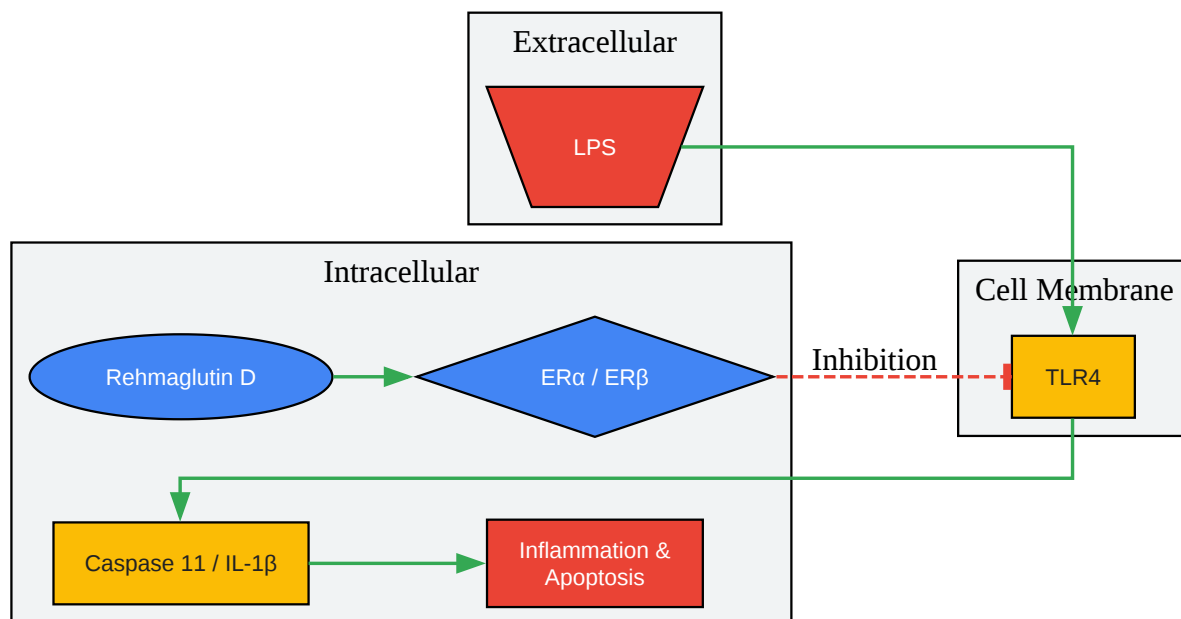 Extracellular
LPS
Intracellular
Cell Membrane
Rehmaglutin D
ERα / ERβ
Inhibition
TLR4
Caspase 11 / IL-1β
Inflammation &
Apoptosis